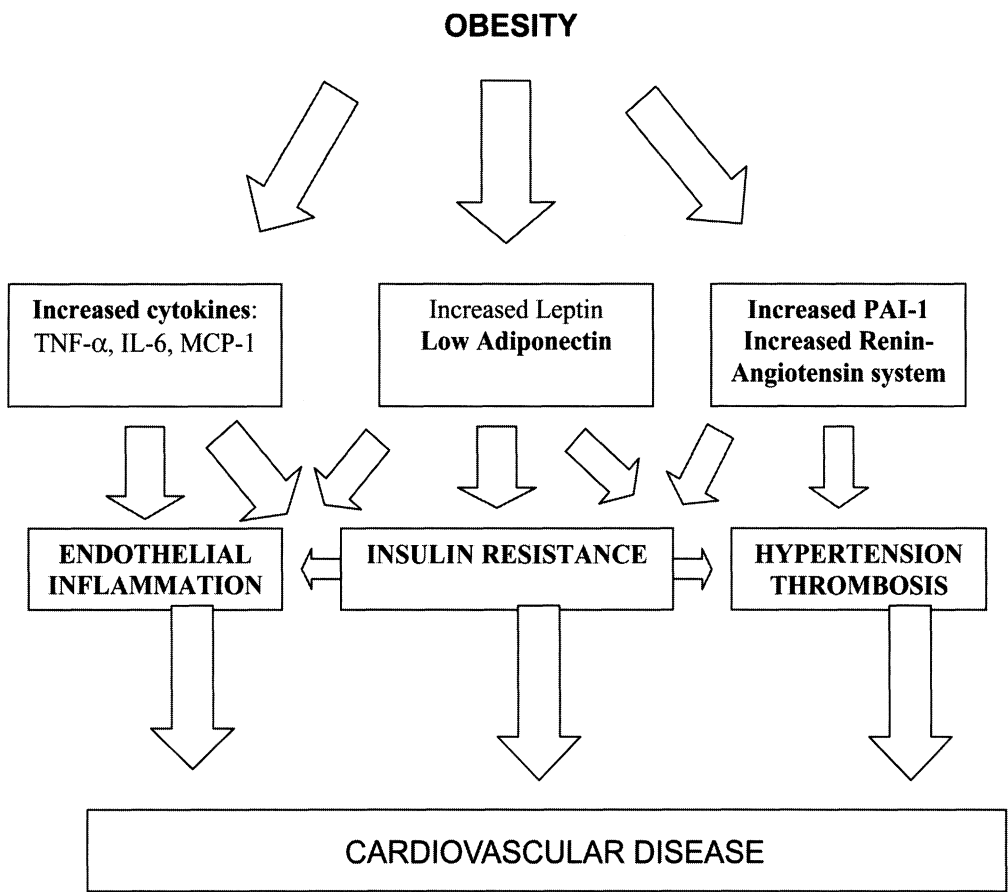 OBESITY
Increased cytokines:
TNF-α, IL-6, MCP-1
Increased Leptin
Low Adiponectin
Increased PAI-1
Increased Renin-
Angiotensin system
ENDOTHELIAL
INFLAMMATION
INSULIN RESISTANCE
HYPERTENSION
THROMBOSIS
CARDIOVASCULAR DISEASE